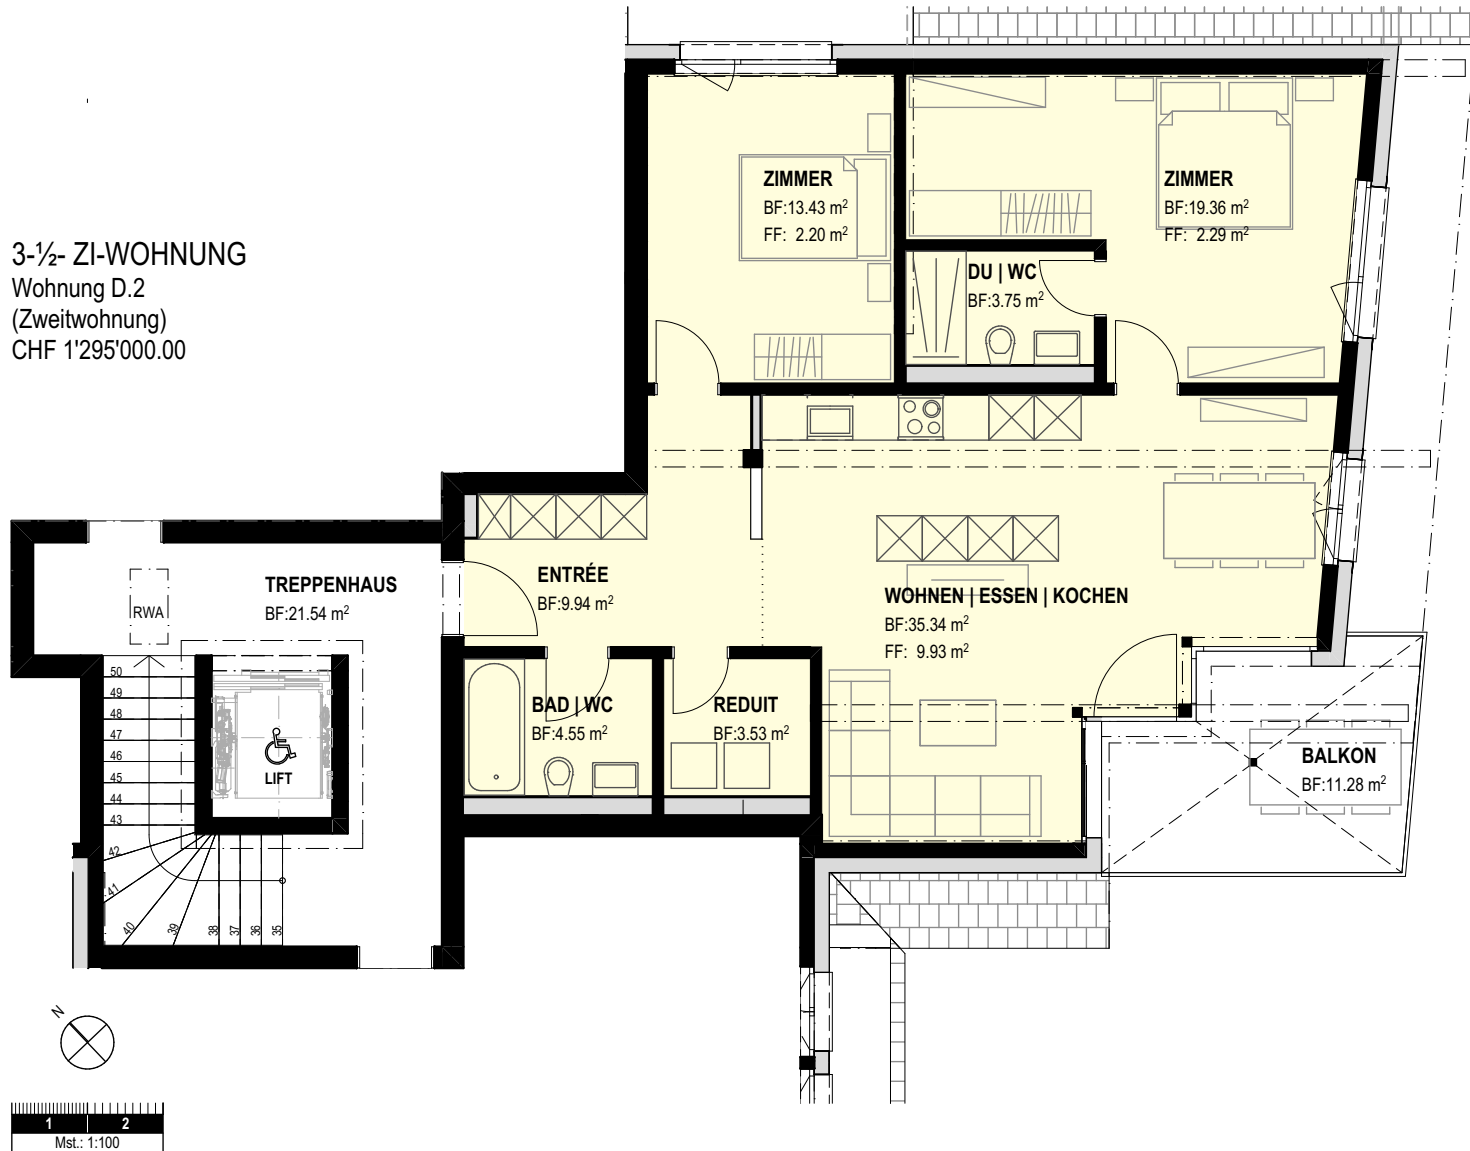 3-½- ZI-WOHNUNG
Wohnung D.2
(Zweitwohnung)
CHF 1'295'000.00
ZIMMER
BF:13.43 m²
FF: 2.20 m²
ZIMMER
BF:19.36 m²
FF: 2.29 m²
DU | WC
BF:3.75 m²
TREPPENHAUS
BF:21.54 m²
RWA
ENTRÉE
BF:9.94 m²
WOHNEN | ESSEN | KOCHEN
BF:35.34 m²
FF: 9.93 m²
BAD | WC
BF:4.55 m²
REDUIT
BF:3.53 m²
BALKON
BF:11.28 m²
LIFT
50
49
48
47
46
45
44
43
42
41
40
39
38
37
36
35
N
1 2
Mst.: 1:100